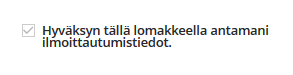 Hyväksyn tällä lomakkeella antamani
ilmoittautumistiedot.